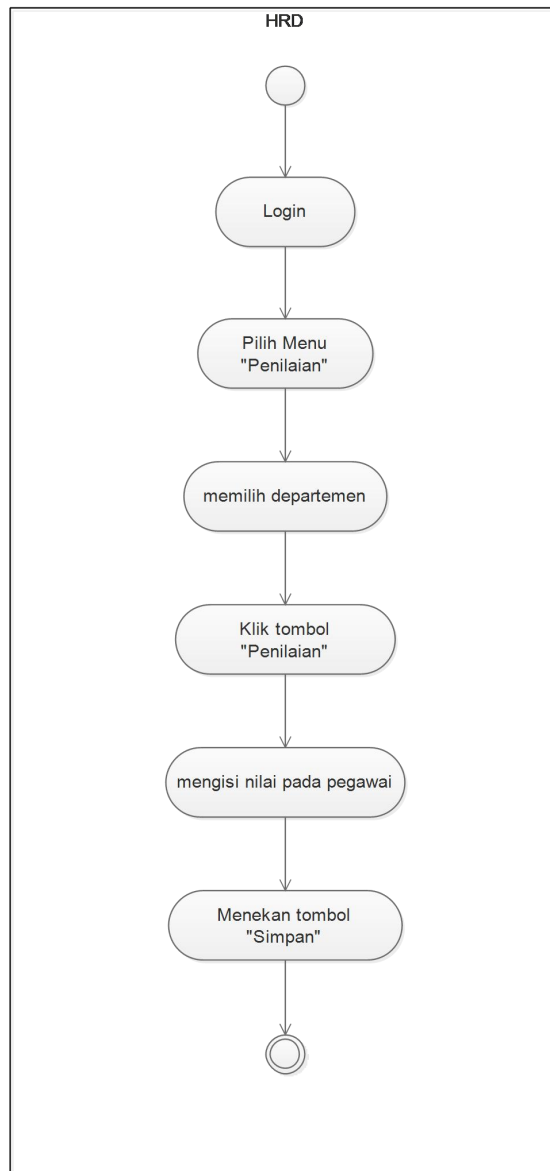 HRD
Login
Pilih Menu
"Penilaian"
memilih departemen
Klik tombol
"Penilaian"
mengisi nilai pada pegawai
Menekan tombol
"Simpan"